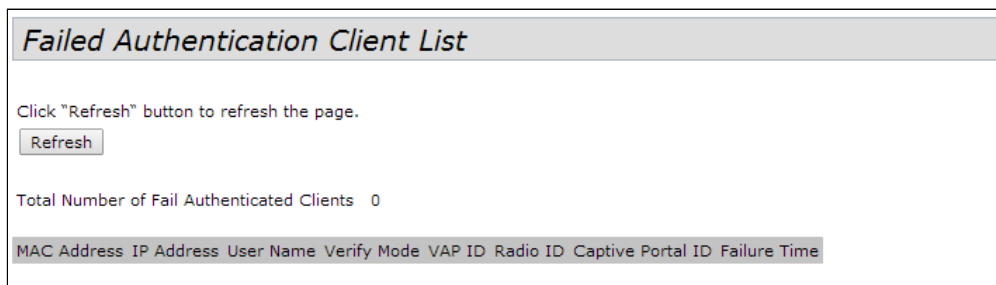 Failed Authentication Client List
Click "Refresh" button to refresh the page.
Refresh
Total Number of Fail Authenticated Clients 0
MAC Address IP Address User Name Verify Mode VAP ID Radio ID Captive Portal ID Failure Time